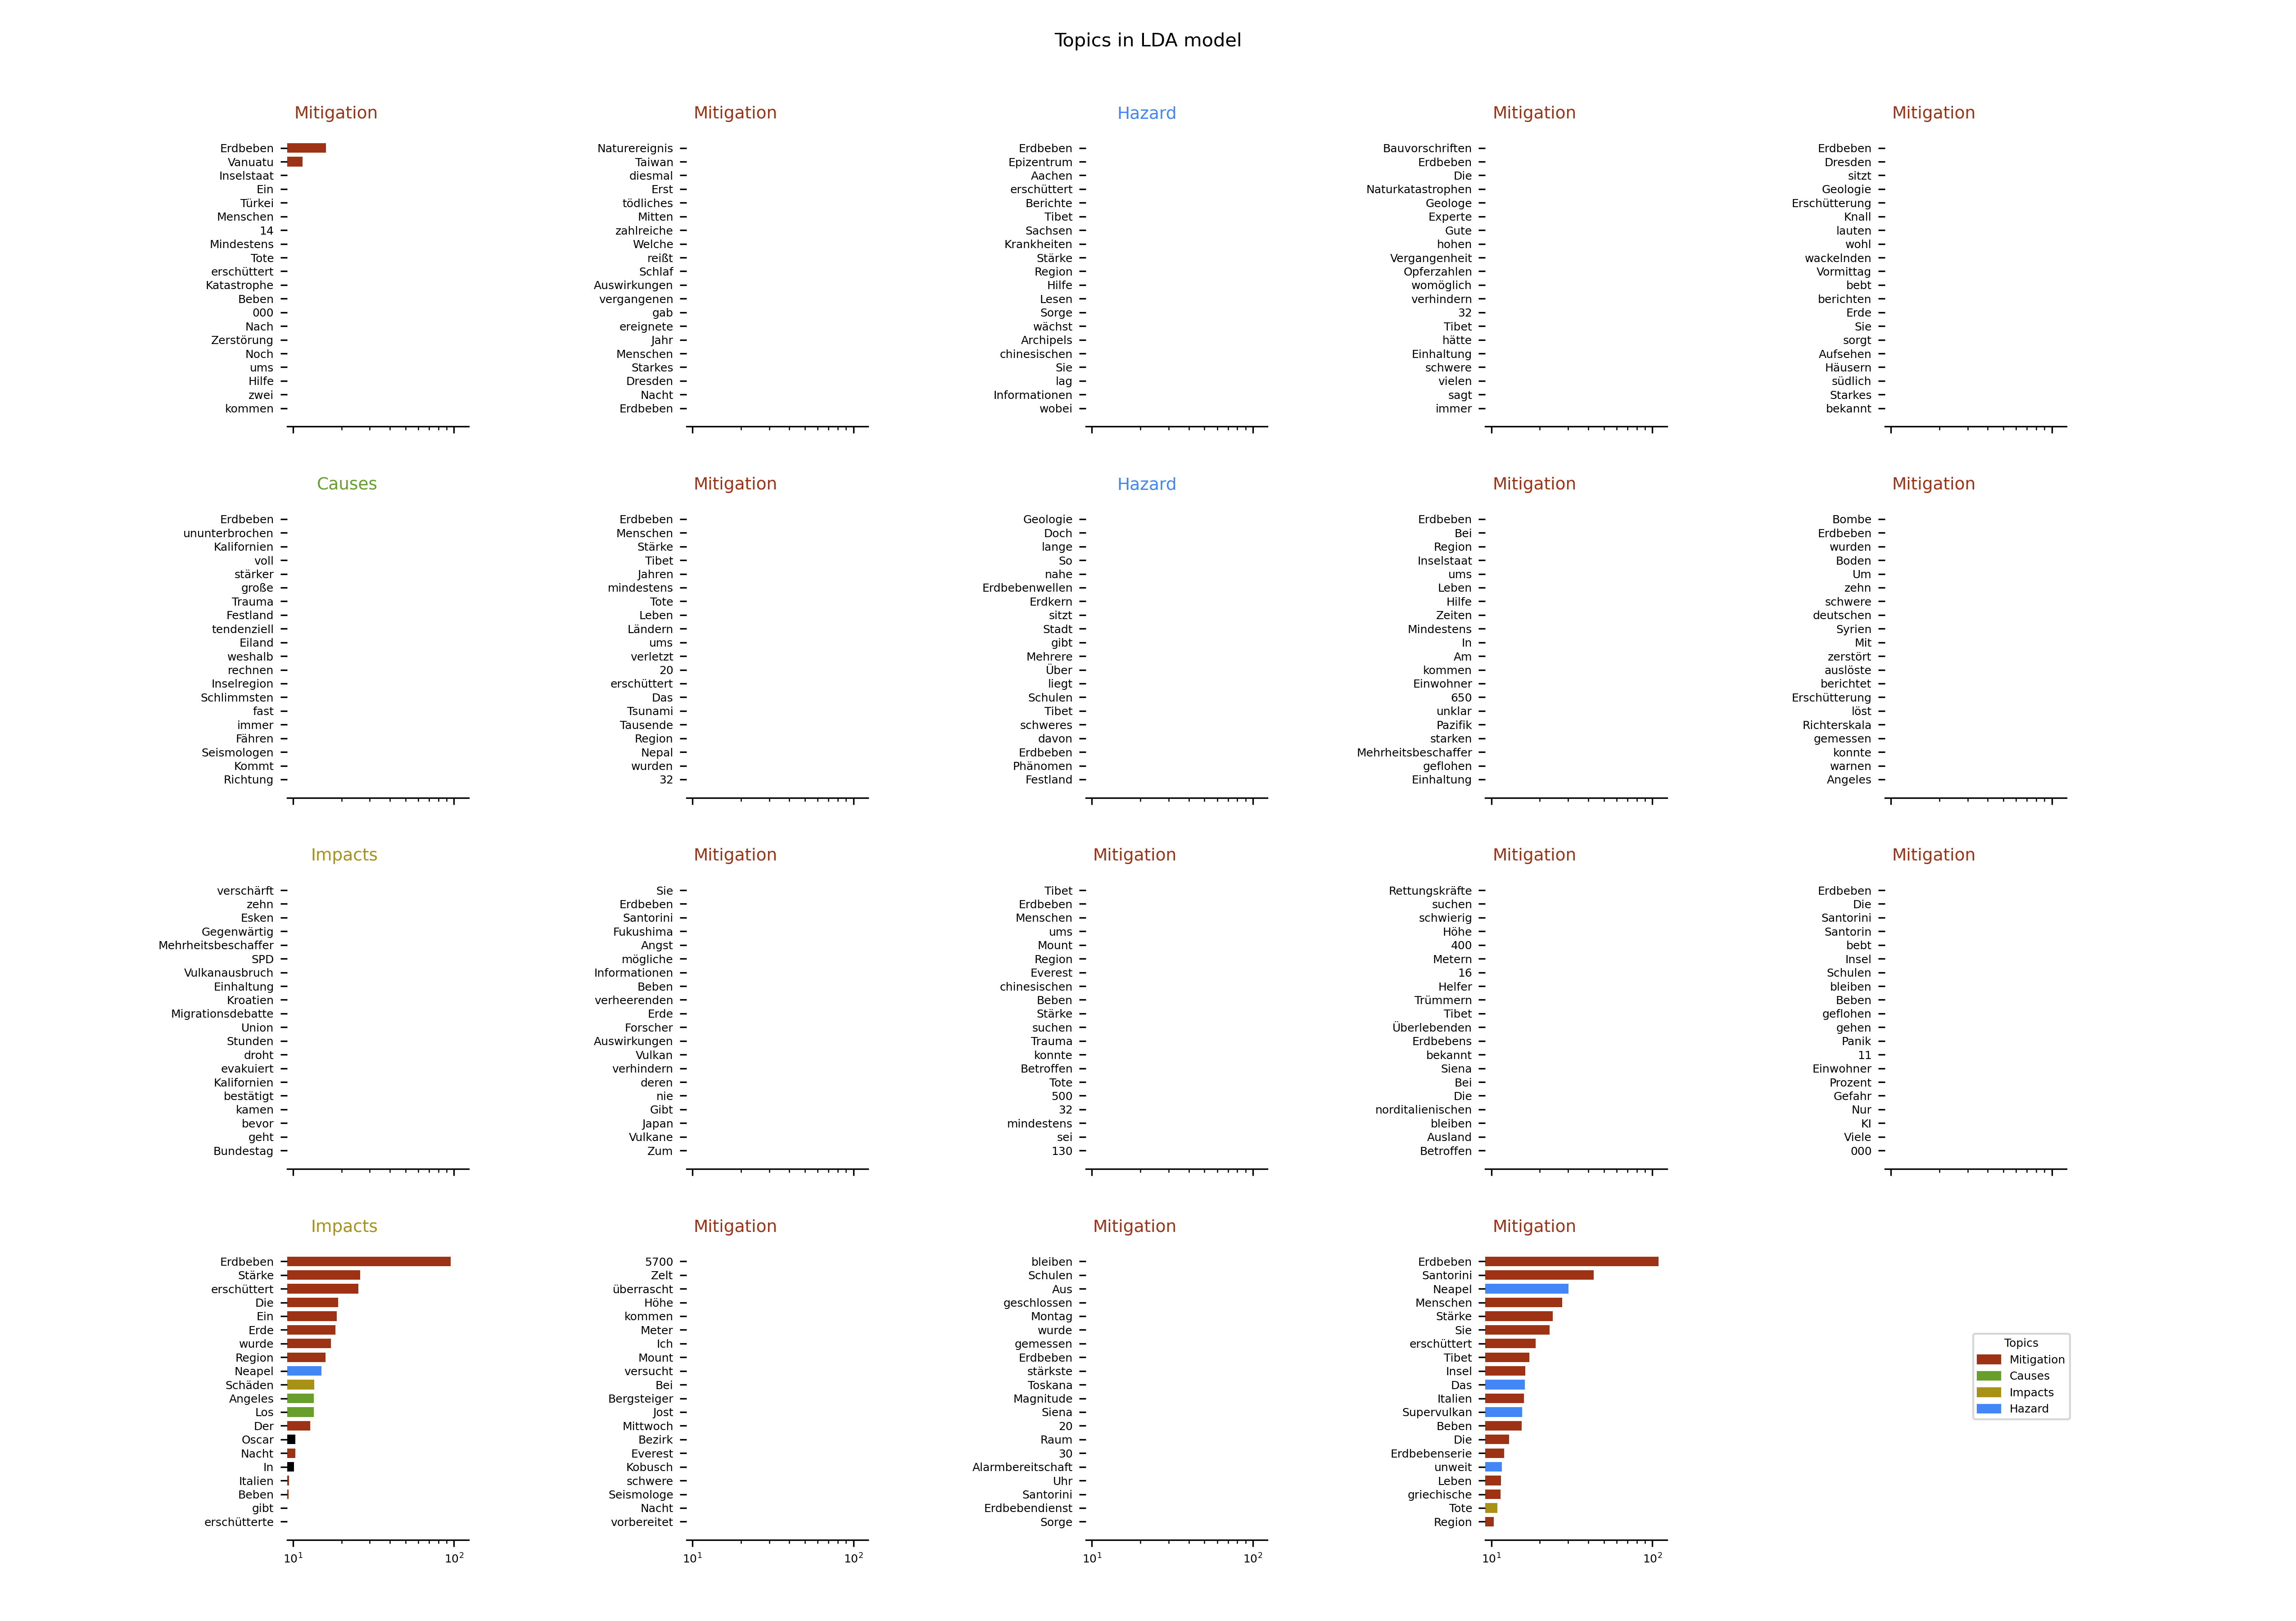 Topics in LDA model
Mitigation
Erdbeben
Vanuatu
Inselstaat
Ein
Türkei
Menschen
14
Mindestens
Tote
erschüttert
Katastrophe
Beben
000
Nach
Zerstörung
Noch
ums
Hilfe
zwei
kommen
Mitigation
Naturereignis
Taiwan
diesmal
Erst
tödliches
Mitten
zahlreiche
Welche
reißt
Schlaf
Auswirkungen
vergangenen
gab
ereignete
Jahr
Menschen
Starkes
Dresden
Nacht
Erdbeben
Hazard
Erdbeben
Epizentrum
Aachen
erschüttert
Berichte
Tibet
Sachsen
Krankheiten
Stärke
Region
Hilfe
Lesen
Sorge
wächst
Archipels
chinesischen
Sie
lag
Informationen
wobei
Mitigation
Bauvorschriften
Erdbeben
Die
Naturkatastrophen
Geologe
Experte
Gute
hohen
Vergangenheit
Opferzahlen
womöglich
verhindern
32
Tibet
hätte
Einhaltung
schwere
vielen
sagt
immer
Mitigation
Erdbeben
Dresden
sitzt
Geologie
Erschütterung
Knall
lauten
wohl
wackelnden
Vormittag
bebt
berichten
Erde
Sie
sorgt
Aufsehen
Häusern
südlich
Starkes
bekannt
Causes
Erdbeben
ununterbrochen
Kalifornien
voll
stärker
große
Trauma
Festland
tendenziell
Eiland
weshalb
rechnen
Inselregion
Schlimmsten
fast
immer
Fähren
Seismologen
Kommt
Richtung
Mitigation
Erdbeben
Menschen
Stärke
Tibet
Jahren
mindestens
Tote
Leben
Ländern
ums
verletzt
20
erschüttert
Das
Tsunami
Tausende
Region
Nepal
wurden
32
Hazard
Geologie
Doch
lange
So
nahe
Erdbebenwellen
Erdkern
sitzt
Stadt
gibt
Mehrere
Über
liegt
Schulen
Tibet
schweres
davon
Erdbeben
Phänomen
Festland
Mitigation
Erdbeben
Bei
Region
Inselstaat
ums
Leben
Hilfe
Zeiten
Mindestens
In
Am
kommen
Einwohner
650
unklar
Pazifik
starken
Mehrheitsbeschaffer
geflohen
Einhaltung
Mitigation
Bombe
Erdbeben
wurden
Boden
Um
zehn
schwere
deutschen
Syrien
Mit
zerstört
auslöste
berichtet
Erschütterung
löst
Richterskala
gemessen
konnte
warnen
Angeles
Impacts
verschärft
zehn
Esken
Gegenwärtig
Mehrheitsbeschaffer
SPD
Vulkanausbruch
Einhaltung
Kroatien
Migrationsdebatte
Union
Stunden
droht
evakuiert
Kalifornien
bestätigt
kamen
bevor
geht
Bundestag
Mitigation
Sie
Erdbeben
Santorini
Fukushima
Angst
mögliche
Informationen
Beben
verheerenden
Erde
Forscher
Auswirkungen
Vulkan
verhindern
deren
nie
Gibt
Japan
Vulkane
Zum
Mitigation
Tibet
Erdbeben
Menschen
ums
Mount
Region
Everest
chinesischen
Beben
Stärke
suchen
Trauma
konnte
Betroffen
Tote
500
32
mindestens
sei
130
Mitigation
Rettungskräfte
suchen
schwierig
Höhe
400
Metern
16
Helfer
Trümmern
Tibet
Überlebenden
Erdbebens
bekannt
Siena
Bei
Die
norditalienischen
bleiben
Ausland
Betroffen
Mitigation
Erdbeben
Die
Santorini
Santorin
bebt
Insel
Schulen
bleiben
Beben
geflohen
gehen
Panik
11
Einwohner
Prozent
Gefahr
Nur
KI
Viele
000
Impacts
Erdbeben
Stärke
erschüttert
Die
Ein
Erde
wurde
Region
Neapel
Schäden
Angeles
Los
Der
Oscar
Nacht
In
Italien
Beben
gibt
erschütterte
10¹ 10²
Mitigation
5700
Zelt
überrascht
Höhe
kommen
Meter
Ich
Mount
versucht
Bei
Bergsteiger
Jost
Mittwoch
Bezirk
Everest
Kobusch
schwere
Seismologe
Nacht
vorbereitet
10¹ 10²
Mitigation
bleiben
Schulen
Aus
geschlossen
Montag
wurde
gemessen
Erdbeben
stärkste
Toskana
Magnitude
Siena
20
Raum
30
Alarmbereitschaft
Uhr
Santorini
Erdbebendienst
Sorge
10¹ 10²
Mitigation
Erdbeben
Santorini
Neapel
Menschen
Stärke
Sie
erschüttert
Tibet
Insel
Das
Italien
Supervulkan
Beben
Die
Erdbebenserie
unweit
Leben
griechische
Tote
Region
10¹ 10²
Topics
Mitigation
Causes
Impacts
Hazard